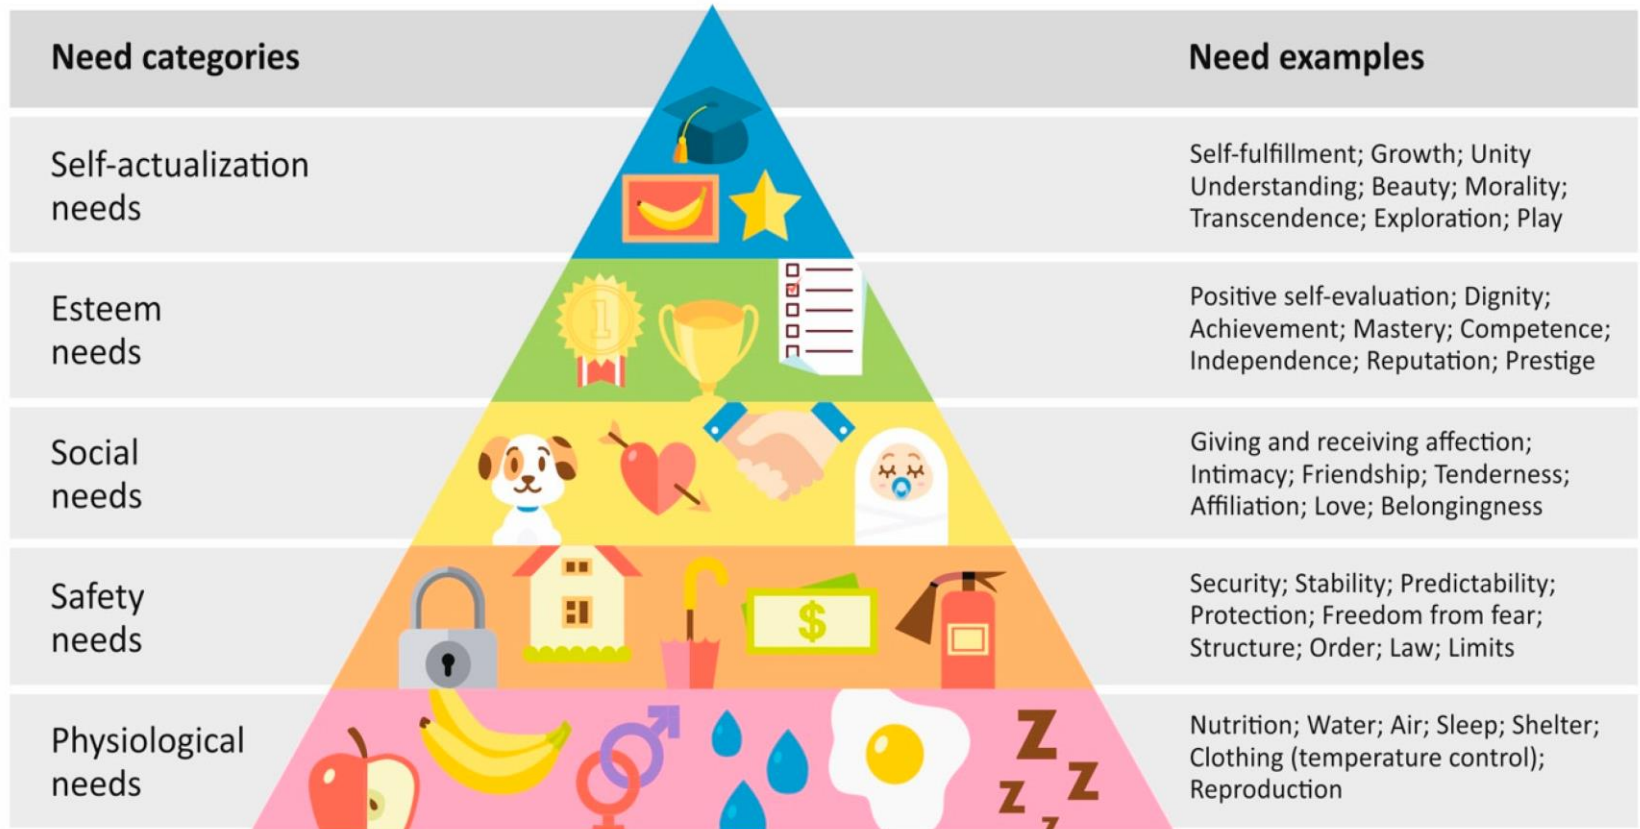 Need categories
Need examples
Self-actualization
needs
Self-fulfillment; Growth; Unity
Understanding; Beauty; Morality;
Transcendence; Exploration; Play
Esteem
needs
1
Positive self-evaluation; Dignity;
Achievement; Mastery; Competence;
Independence; Reputation; Prestige
Social
needs
Giving and receiving affection;
Intimacy; Friendship; Tenderness;
Affiliation; Love; Belongingness
Safety
needs
$
Security; Stability; Predictability;
Protection; Freedom from fear;
Structure; Order; Law; Limits
Physiological
needs
Z
Z
Z
Z
Nutrition; Water; Air; Sleep; Shelter;
Clothing (temperature control);
Reproduction